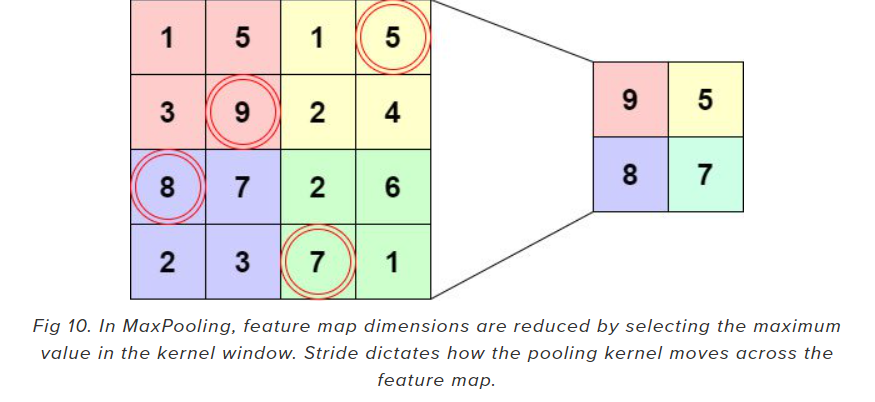 1 5 1 5
3 9 2 4
8 7 2 6
2 3 7 1
9 5
8 7
Fig 10. In MaxPooling, feature map dimensions are reduced by selecting the maximum
value in the kernel window. Stride dictates how the pooling kernel moves across the
feature map.